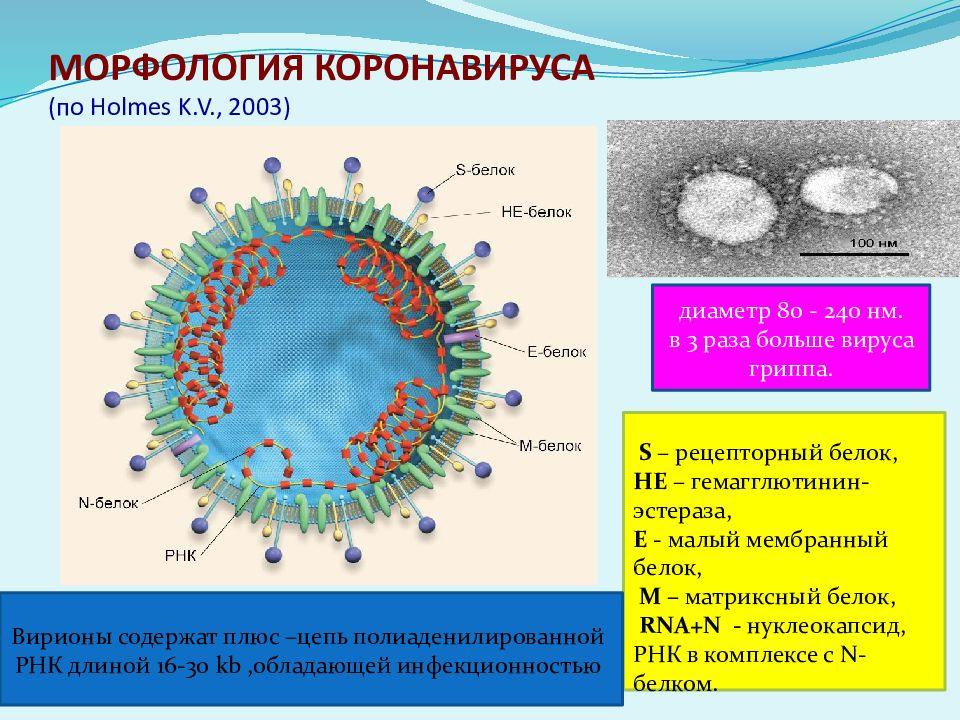 МОРФОЛОГИЯ КОРОНАВИРУСА
(по Holmes K.V., 2003)
S-белок
HE-белок
E-белок
M-белок
N-белок
РНК
100 нм
диаметр 80 - 240 нм.
в 3 раза больше вируса
гриппа.
S – рецепторный белок,
HE – гемагглютинин-
эстераза,
E - малый мембранный
белок,
M – матриксный белок,
RNA+N - нуклеокапсид,
РНК в комплексе с N-
белком.
Вирионы содержат плюс –цепь полиаденилированной
РНК длиной 16-30 kb ,обладающей инфекционностью